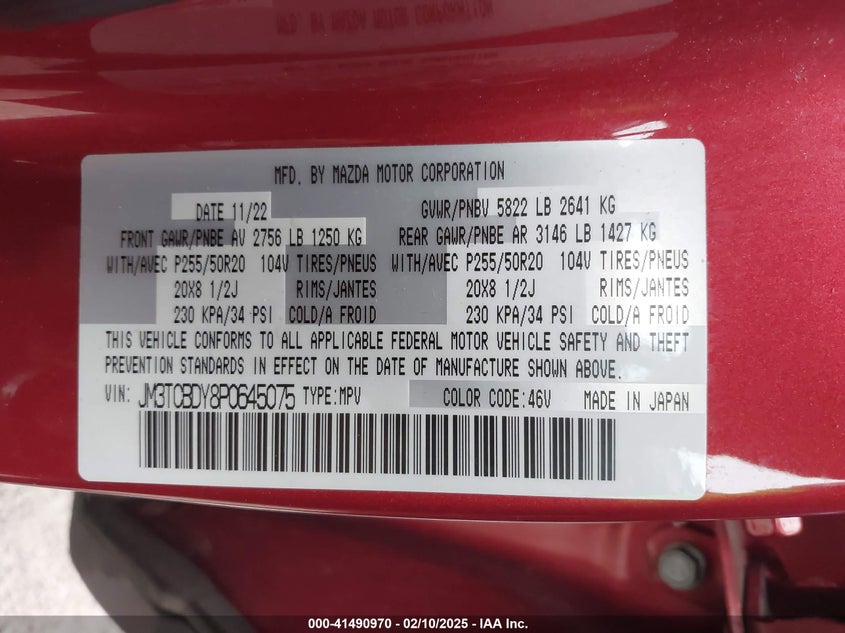 MFD. BY MAZDA MOTOR CORPORATION
DATE 11/22 GVWR/PNBV 5822 LB 2641 KG
FRONT GAWR/PNBE AV 2756 LB 1250 KG REAR GAWR/PNBE AR 3146 LB 1427 KG
WITH/AVEC P255/50R20 104V TIRES/PNEUS WITH/AVEC P255/50R20 104V TIRES/PNEUS
20X8 1/2J RIMS/JANTES 20X8 1/2J RIMS/JANTES
230 KPA/34 PSI COLD/A FROID 230 KPA/34 PSI COLD/A FROID
THIS VEHICLE CONFORMS TO ALL APPLICABLE FEDERAL MOTOR VEHICLE SAFETY AND THEFT
PREVENTION STANDARDS IN EFFECT ON THE DATE OF MANUFACTURE SHOWN ABOVE.
VIN: JM3TCBDY8P0645075 TYPE:MPV COLOR CODE:46V MADE IN JAPAN
000-41490970 - 02/10/2025 - IAA Inc.